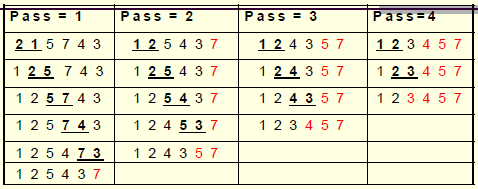 Pass = 1 Pass = 2 Pass = 3 Pass=4
2 1 5 7 4 3 1 2 5 4 3 7 1 2 4 3 5 7 1 2 3 4 5 7
1 2 5 7 4 3 1 2 5 4 3 7 1 2 4 3 5 7 1 2 3 4 5 7
1 2 5 7 4 3 1 2 5 4 3 7 1 2 4 3 5 7 1 2 3 4 5 7
1 2 5 7 4 3 1 2 4 5 3 7 1 2 3 4 5 7
1 2 5 4 7 3 1 2 4 3 5 7
1 2 5 4 3 7